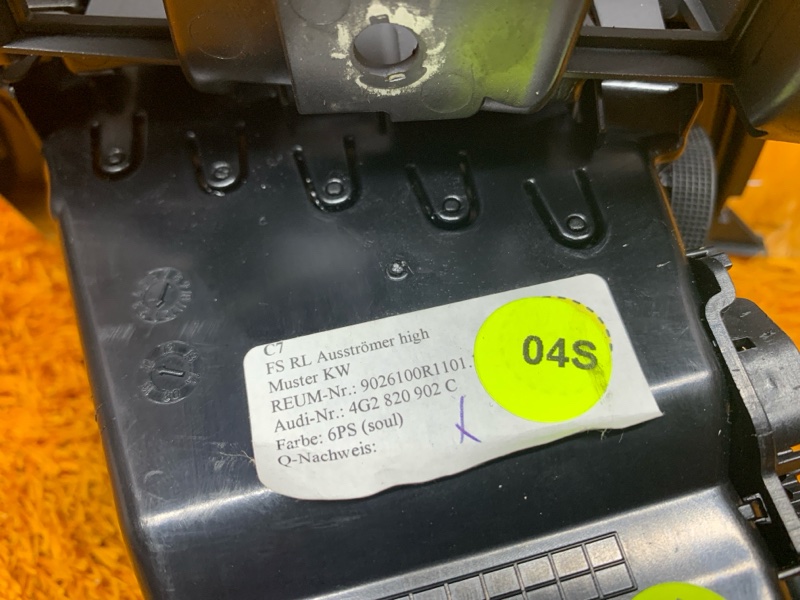 C7
FS RL Ausströmer high
Muster KW
REUM-Nr.: 9026100R1101.
Audi-Nr.: 4G2 820 902 C
Farbe: 6PS (soul)
Q-Nachweis:
X
04S